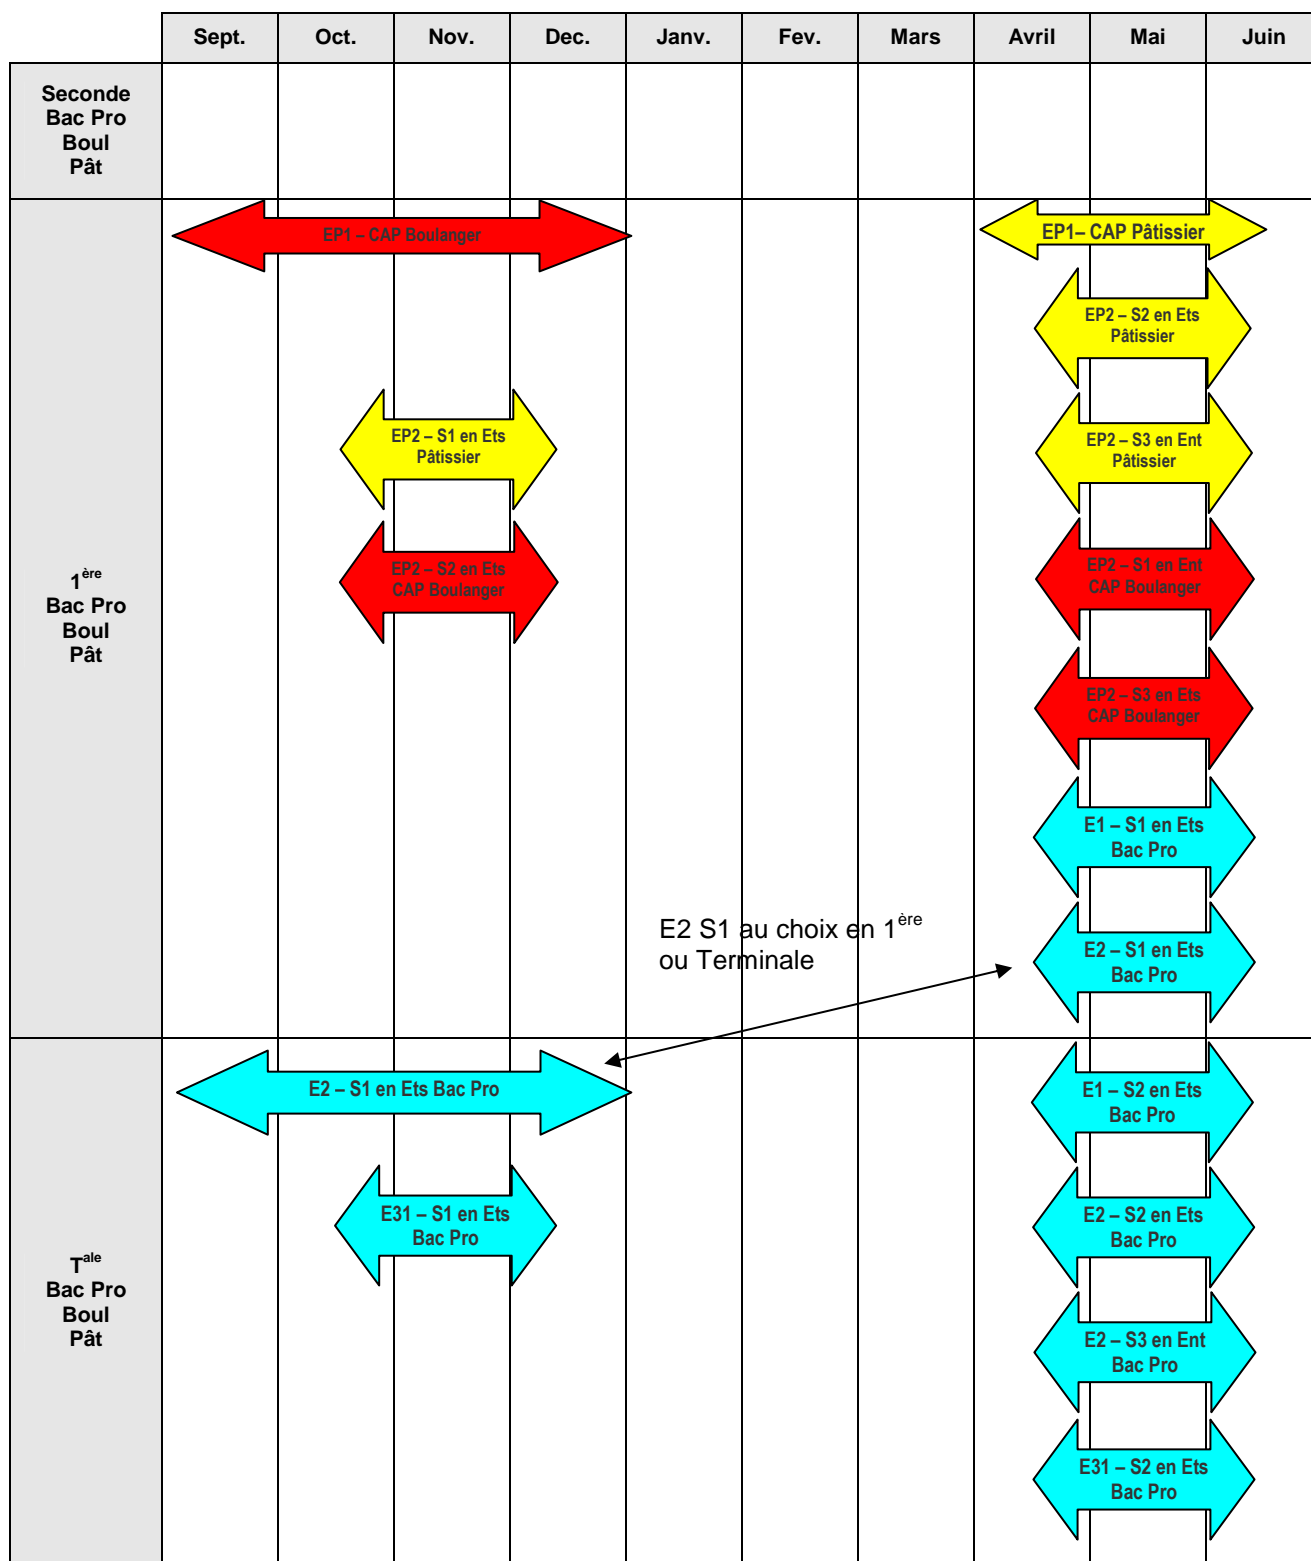 Sept. Oct. Nov. Dec. Janv. Fev. Mars Avril Mai Juin
Seconde
Bac Pro
Boul
Pât
1ère
Bac Pro
Boul
Pât
EP1 – CAP Boulanger
EP1– CAP Pâtissier
EP2 – S2 en Ets
Pâtissier
EP2 – S1 en Ets
Pâtissier
EP2 – S3 en Ent
Pâtissier
EP2 – S2 en Ets
CAP Boulanger
EP2 – S1 en Ent
CAP Boulanger
EP2 – S3 en Ets
CAP Boulanger
E1 – S1 en Ets
Bac Pro
E2 S1 au choix en 1ère
ou Terminale
E2 – S1 en Ets
Bac Pro
Tale
Bac Pro
Boul
Pât
E2 – S1 en Ets Bac Pro
E1 – S2 en Ets
Bac Pro
E31 – S1 en Ets
Bac Pro
E2 – S2 en Ets
Bac Pro
E2 – S3 en Ent
Bac Pro
E31 – S2 en Ets
Bac Pro